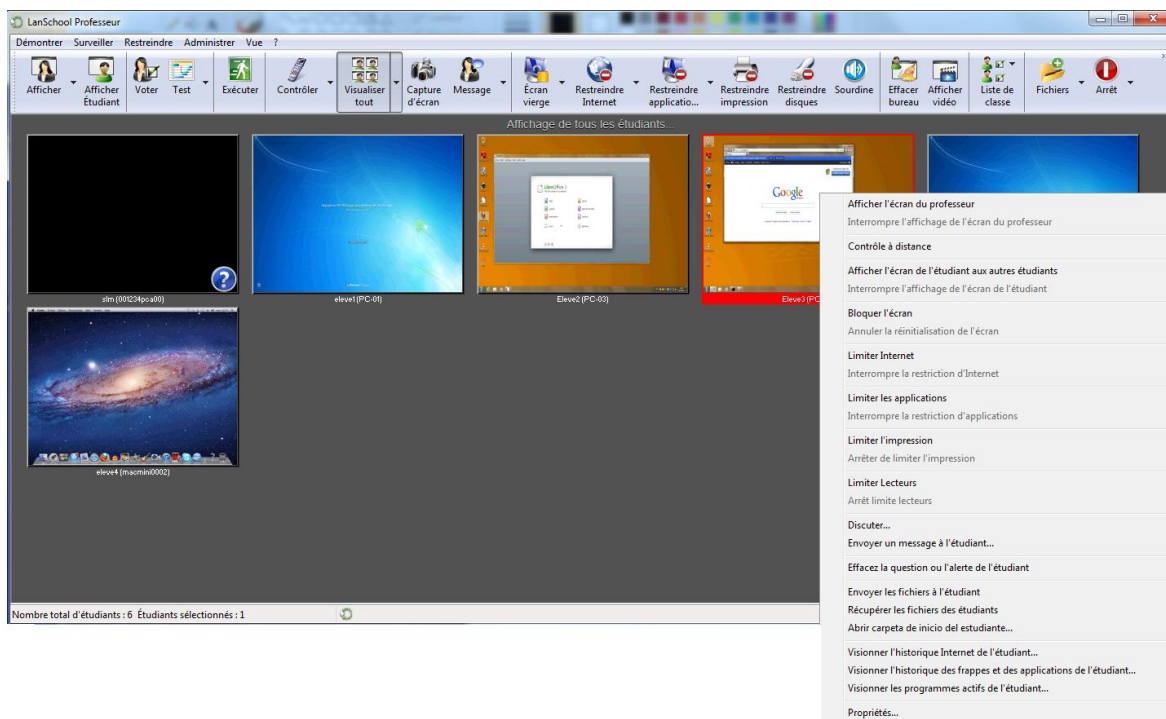 LanSchool Professeur
Démontrer Surveiller Restreindre Administrer Vue ?
Afficher
Afficher Étudiant
Voter
Test
Exécuter
Contrôler
Visualiser tout
Capture d'écran
Message
Écran vierge
Restreindre Internet
Restreindre applicatio...
Restreindre impression
Restreindre disques
Sourdine
Effacer bureau
Afficher vidéo
Liste de classe
Fichiers
Arrêt
Affichage de tous les étudiants...
slm (001234pca00)
eleve1 (PC-01)
LibreOffice 3
Eleve2 (PC-03)
Google
Eleve3 (PC
eleve4 (macmini0002)
Afficher l'écran du professeur
Interrompre l'affichage de l'écran du professeur
Contrôle à distance
Afficher l'écran de l'étudiant aux autres étudiants
Interrompre l'affichage de l'écran de l'étudiant
Bloquer l'écran
Annuler la réinitialisation de l'écran
Limiter Internet
Interrompre la restriction d'Internet
Limiter les applications
Interrompre la restriction d'applications
Limiter l'impression
Arrêter de limiter l'impression
Limiter Lecteurs
Arrêt limite lecteurs
Discuter...
Envoyer un message à l'étudiant...
Effacez la question ou l'alerte de l'étudiant
Envoyer les fichiers à l'étudiant
Récupérer les fichiers des étudiants
Abrir carpeta de inicio del estudiante...
Visionner l'historique Internet de l'étudiant...
Visionner l'historique des frappes et des applications de l'étudiant...
Visionner les programmes actifs de l'étudiant...
Propriétés...
Nombre total d'étudiants : 6 Étudiants sélectionnés : 1